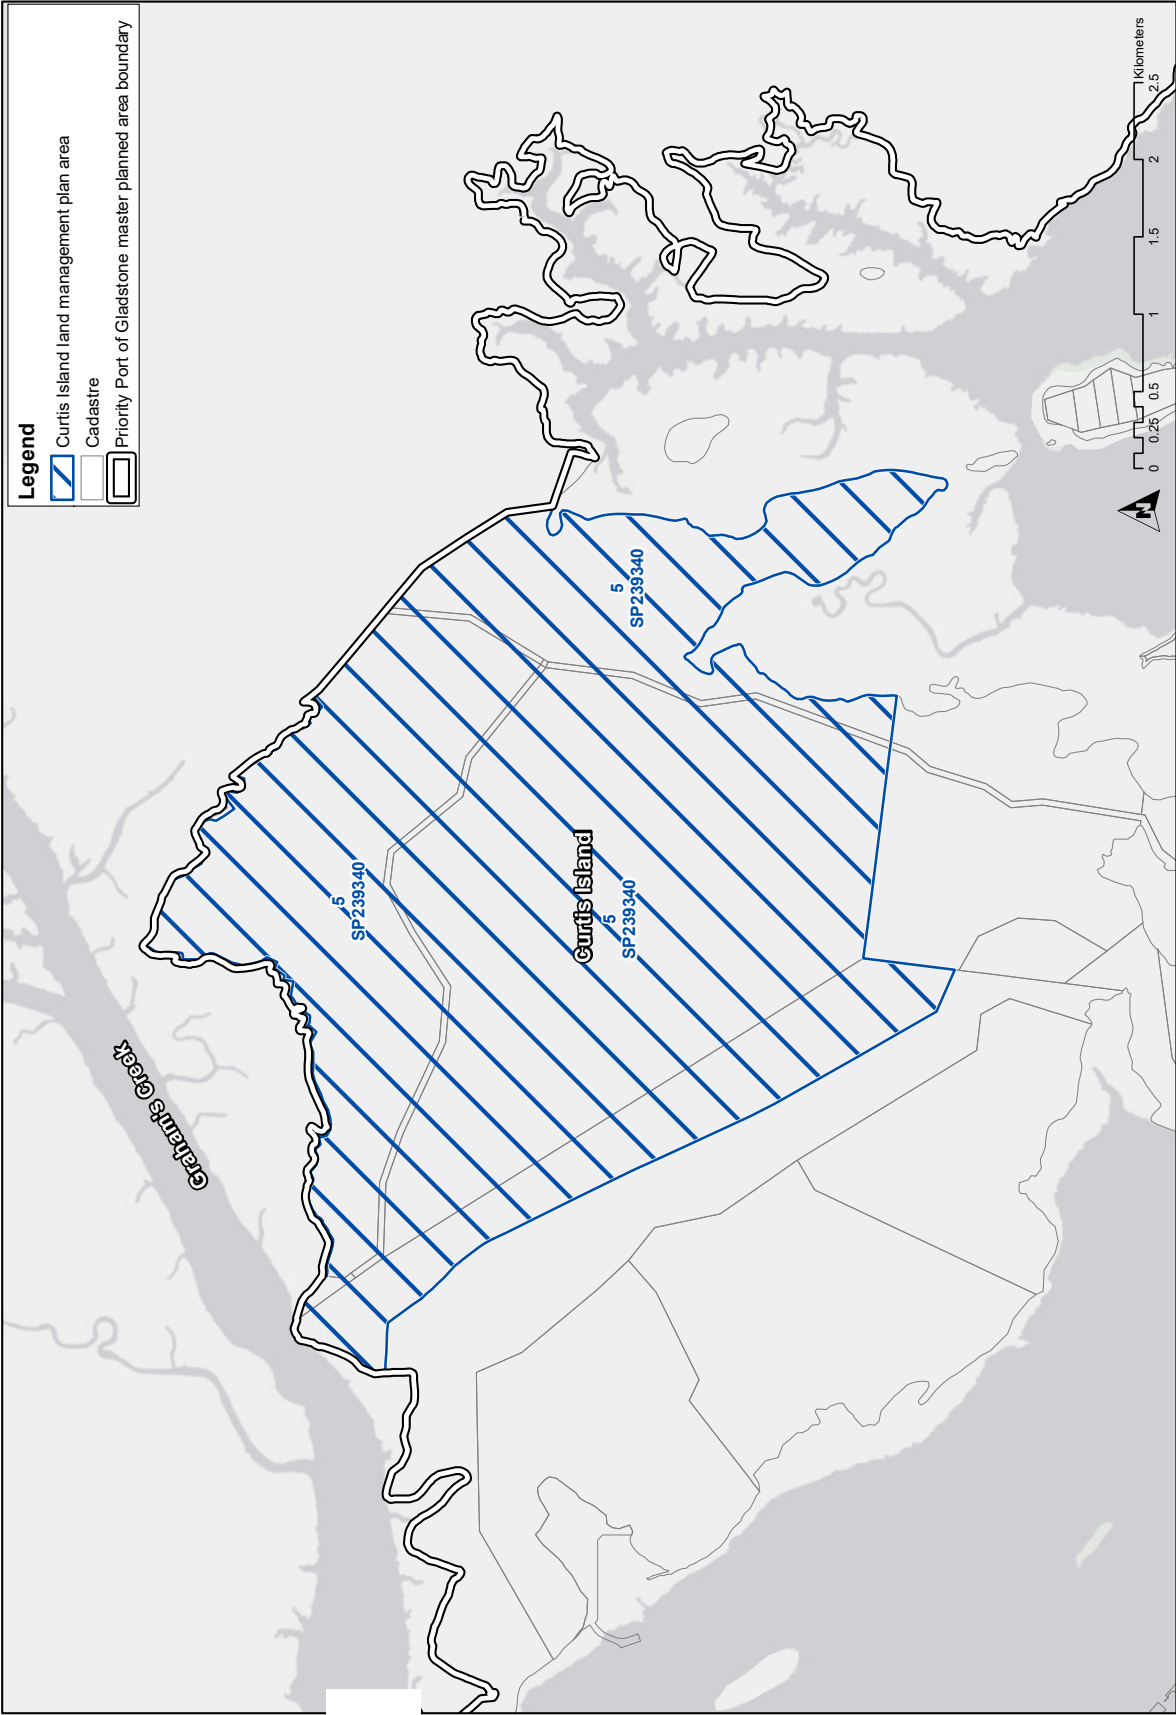 Legend
Curtis Island land management plan area
Cadastre
Priority Port of Gladstone master planned area boundary
Graham's Creek
5
SP239340
Curtis Island
5
SP239340
5
SP239340
N
0 0.25 0.5 1 1.5 2 2.5
Kilometers